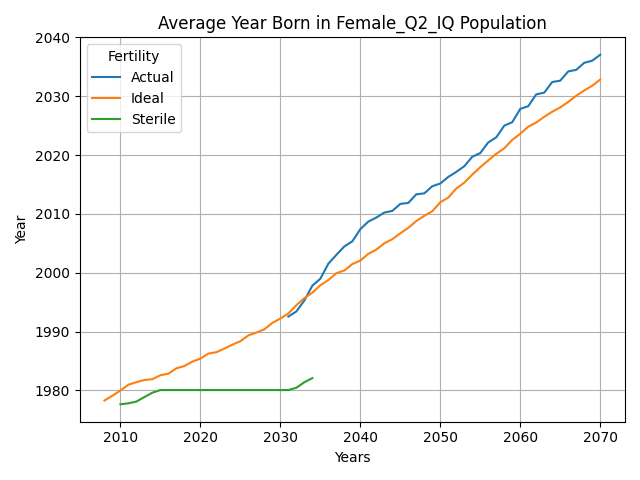 Average Year Born in Female_Q2_IQ Population
Year
2040
2030
2020
2010
2000
1990
1980
Fertility
Actual
Ideal
Sterile
2010 2020 2030 2040 2050 2060 2070
Years